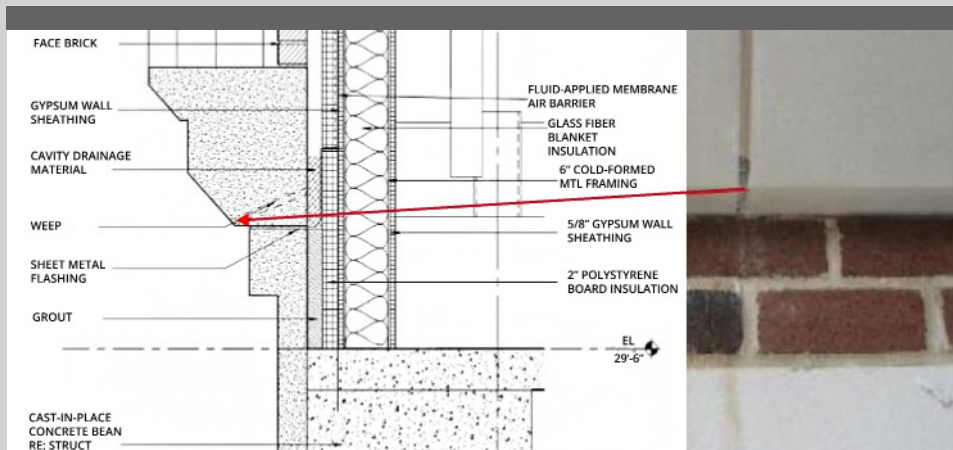 FACE BRICK
GYPSUM WALL
SHEATHING
CAVITY DRAINAGE
MATERIAL
WEEP
SHEET METAL
FLASHING
GROUT
CAST-IN-PLACE
CONCRETE BEAN
RE: STRUCT
FLUID-APPLIED MEMBRANE
AIR BARRIER
GLASS FIBER
BLANKET
INSULATION
6" COLD-FORMED
MTL FRAMING
5/8" GYPSUM WALL
SHEATHING
2" POLYSTYRENE
BOARD INSULATION
EL
29'-6"